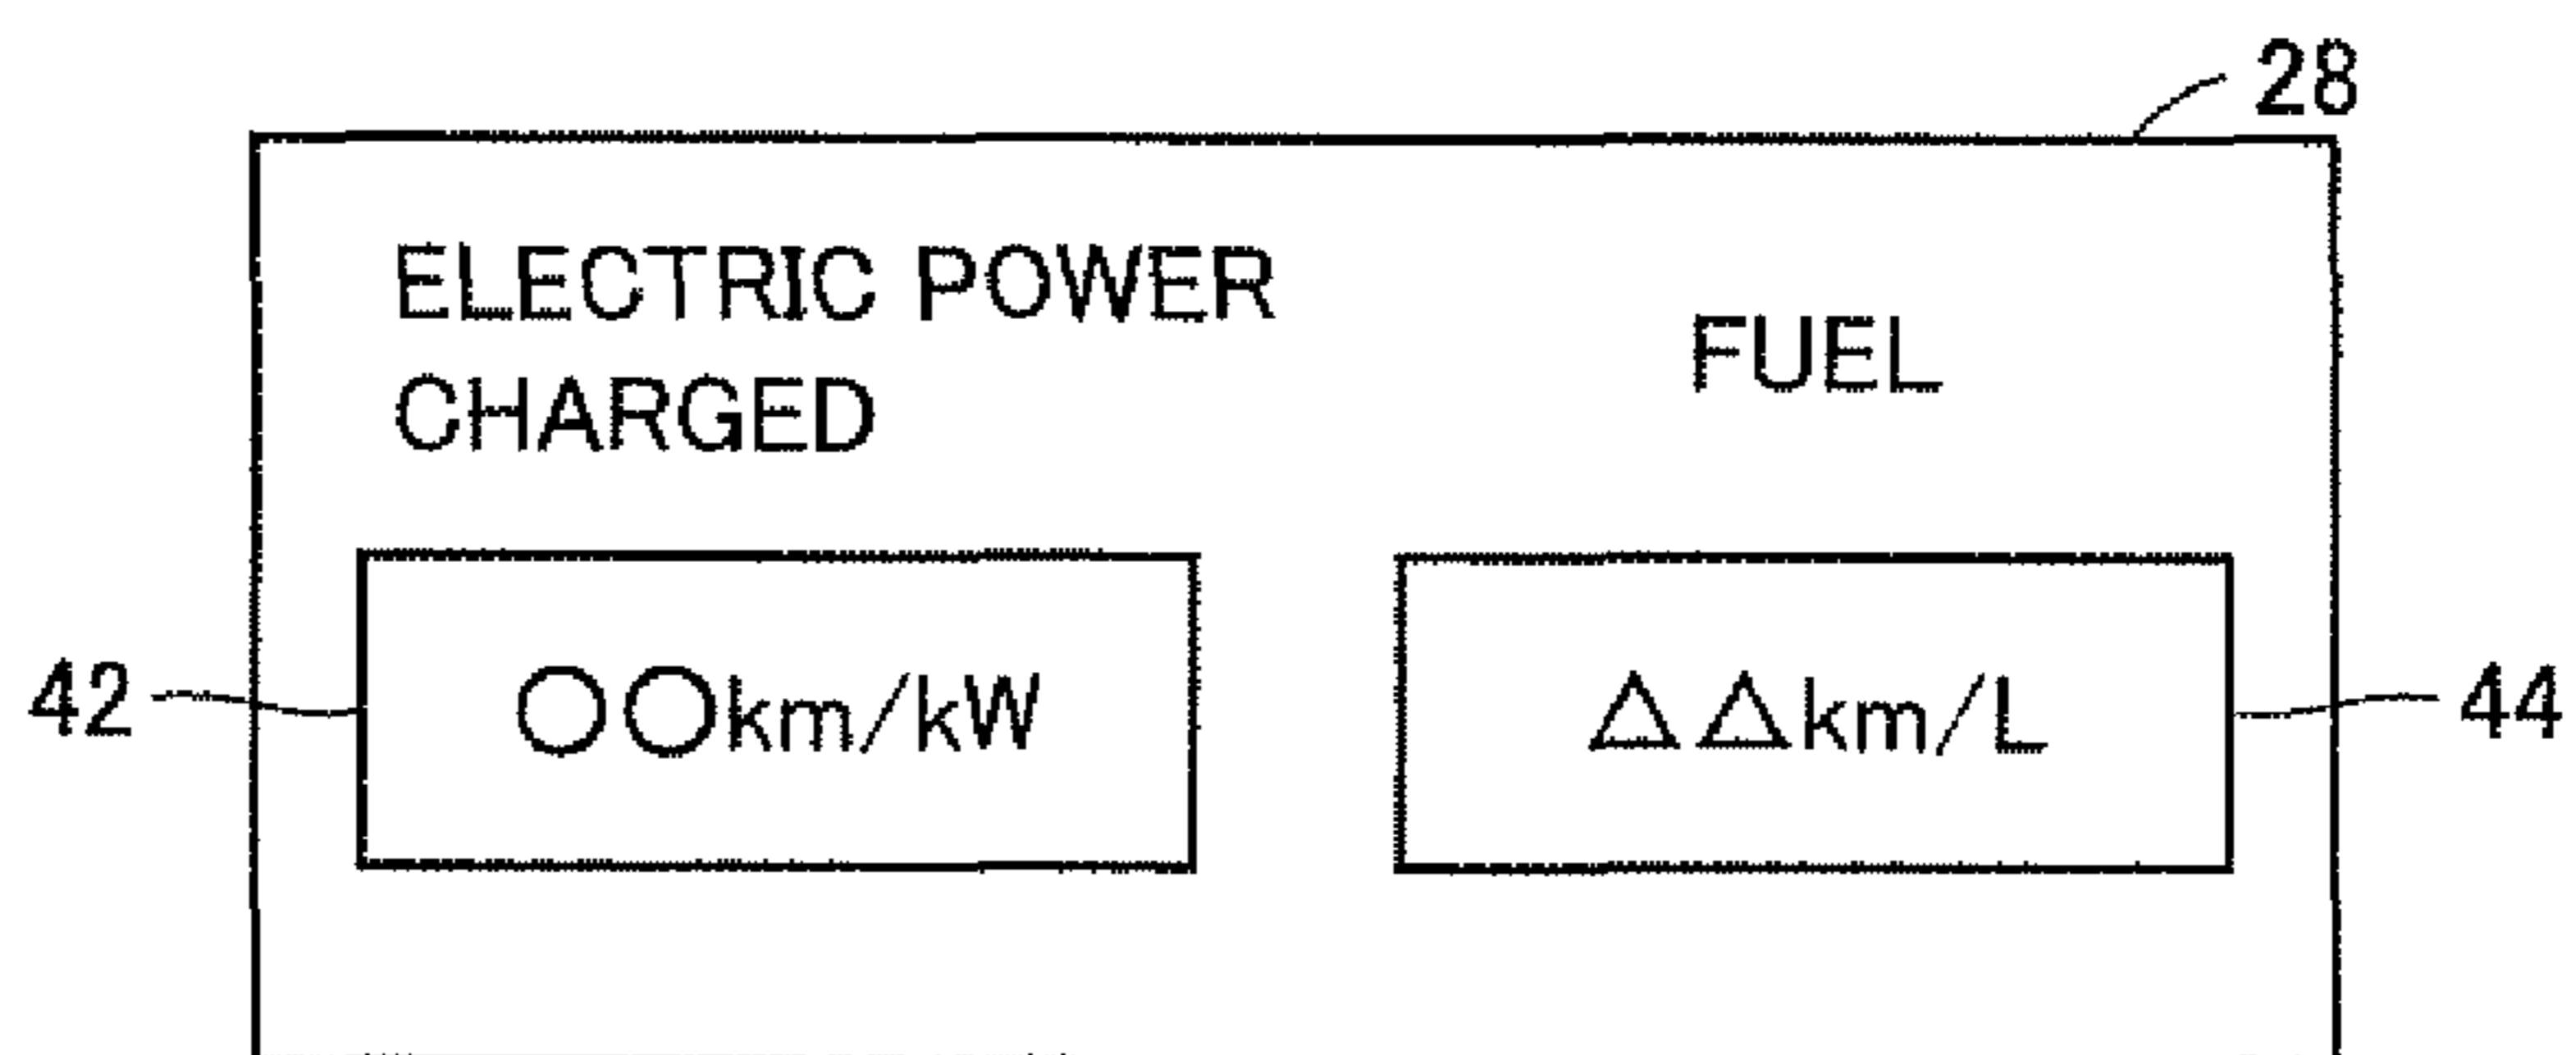 28
ELECTRIC POWER
CHARGED
FUEL
42
○○km/kW
△△km/L
44